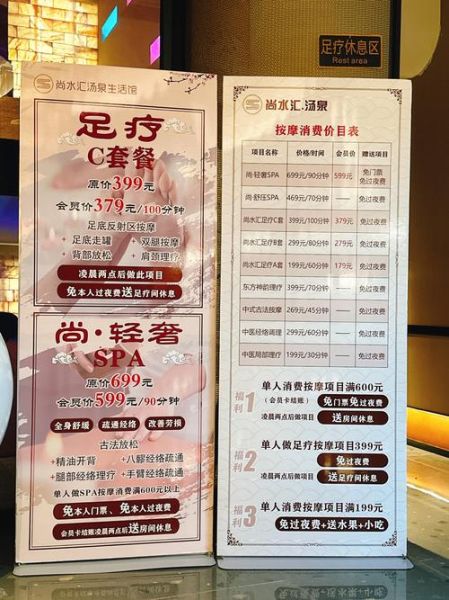 足疗休息区
Rest area
尚水汇汤泉生活馆
足疗
C套餐
原价399元
会员价379元/100分钟
足底反射区按摩
+足底走罐 +双腿按摩
+背部放松 +肩颈理疗
凌晨两点后做此项目
免本人过夜费送足疗间休息
尚·轻奢
SPA
原价699元
会员价599元/90分钟
全身舒缓 疏通经络 改善劳损
古法放松
+精油开背 +八髎经络疏通
+腿部经络理疗 +手臂经络疏通
单人做SPA按摩消费满600元以上
免本人门票、免本人过夜费
会员卡结账凌晨两点后送房间休息
尚水汇.汤泉
按摩消费价目表
项目名称 价格/时间 会员价 赠送项目
尚·轻奢SPA 699元/90分钟 599元 免门票免过夜费
尚·舒压SPA 469元/70分钟 —— 免过夜费
尚水汇足疗C套 399元/100分钟 379元 免过夜费
尚水汇足疗B套 299元/80分钟 279元 免过夜费
尚水汇足疗A套 199元/60分钟 179元 免过夜费
东方神韵理疗 399元/70分钟 —— 免过夜费
中式古法按摩 269元/45分钟 —— 免过夜费
中医经络调理 299元/60分钟 —— 免过夜费
中医局部理疗 199元/30分钟 —— 免过夜费
福利1
单人消费按摩项目满600元
(会员卡结账) 免门票免过夜费
凌晨两点后做项目 送房间休息
福利2
单人做足疗按摩项目399元
免过夜费
凌晨两点后做项目 送足疗间休息
福利3
单人消费按摩项目满199元
免过夜费+送水果+小吃